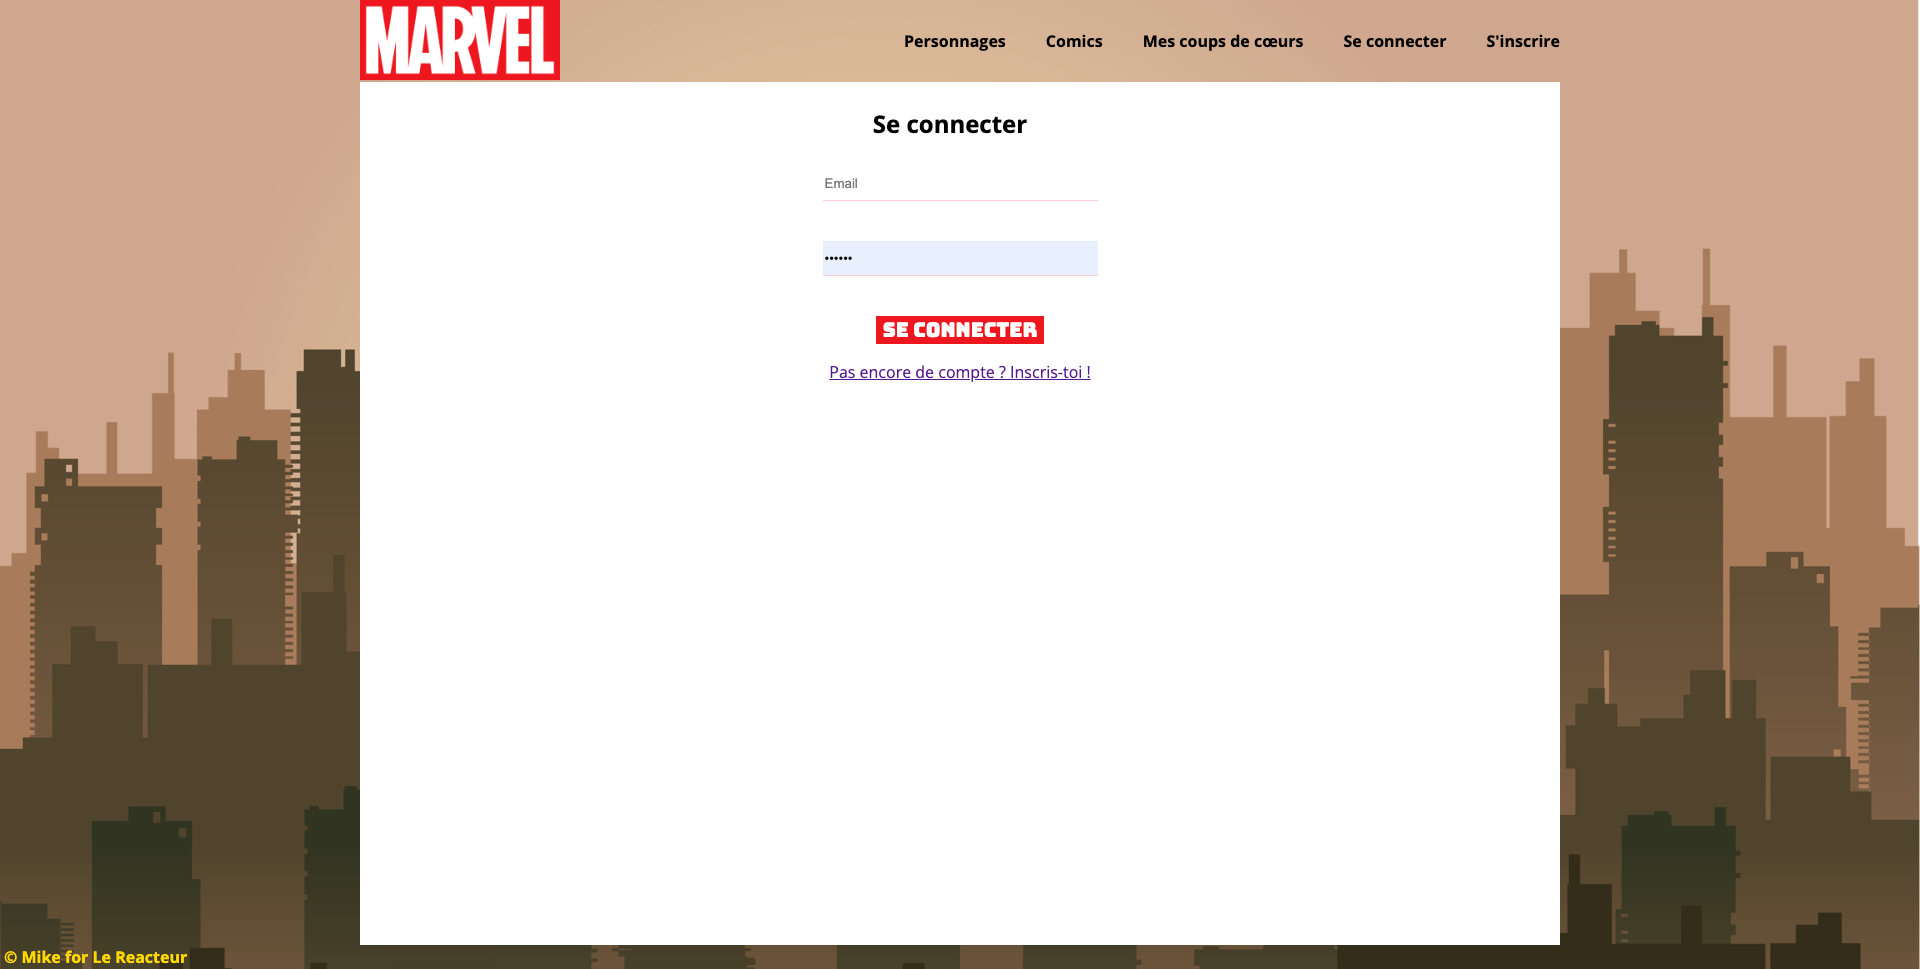 MARVEL
Personnages
Comics
Mes coups de cœurs
Se connecter
S'inscrire
Se connecter
Email
••••••
SE CONNECTER
Pas encore de compte ? Inscris-toi !
© Mike for Le Reacteur